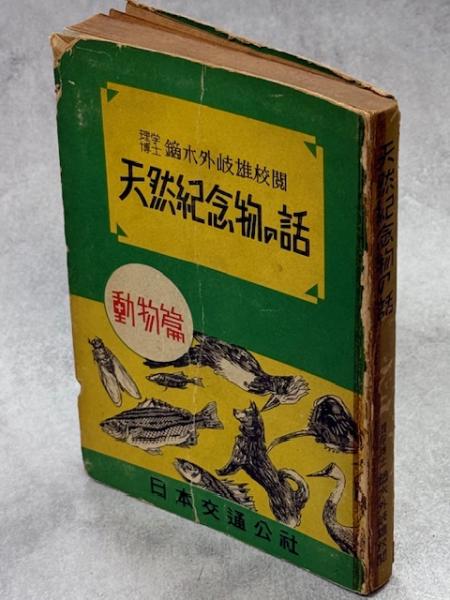 理学
博士 鏑木外岐雄校閲
天然紀念物の話
動物篇
日本交通公社
天然紀念物の話